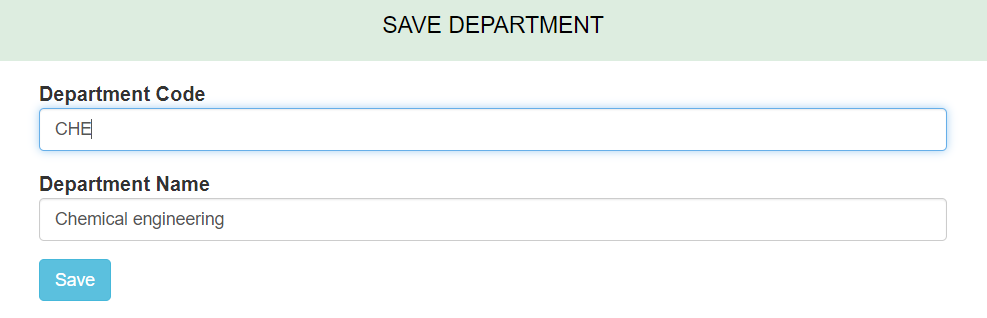 SAVE DEPARTMENT
Department Code
CHE
Department Name
Chemical engineering
Save